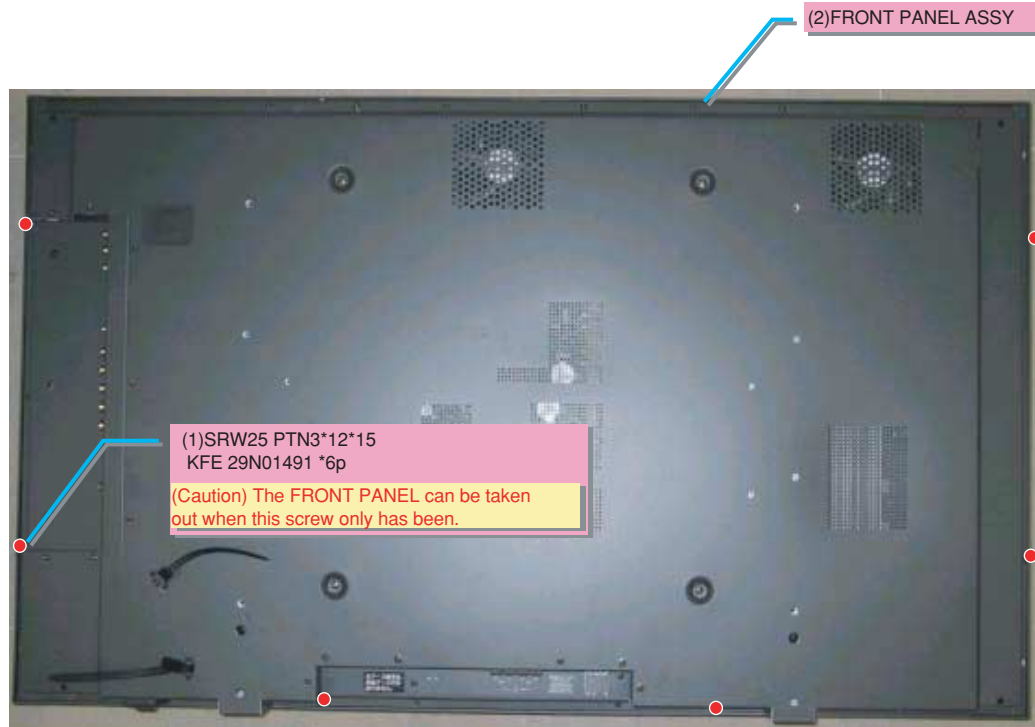 (2)FRONT PANEL ASSY
(1)SRW25 PTN3*12*15
KFE 29N01491 *6p
(Caution) The FRONT PANEL can be taken
out when this screw only has been.